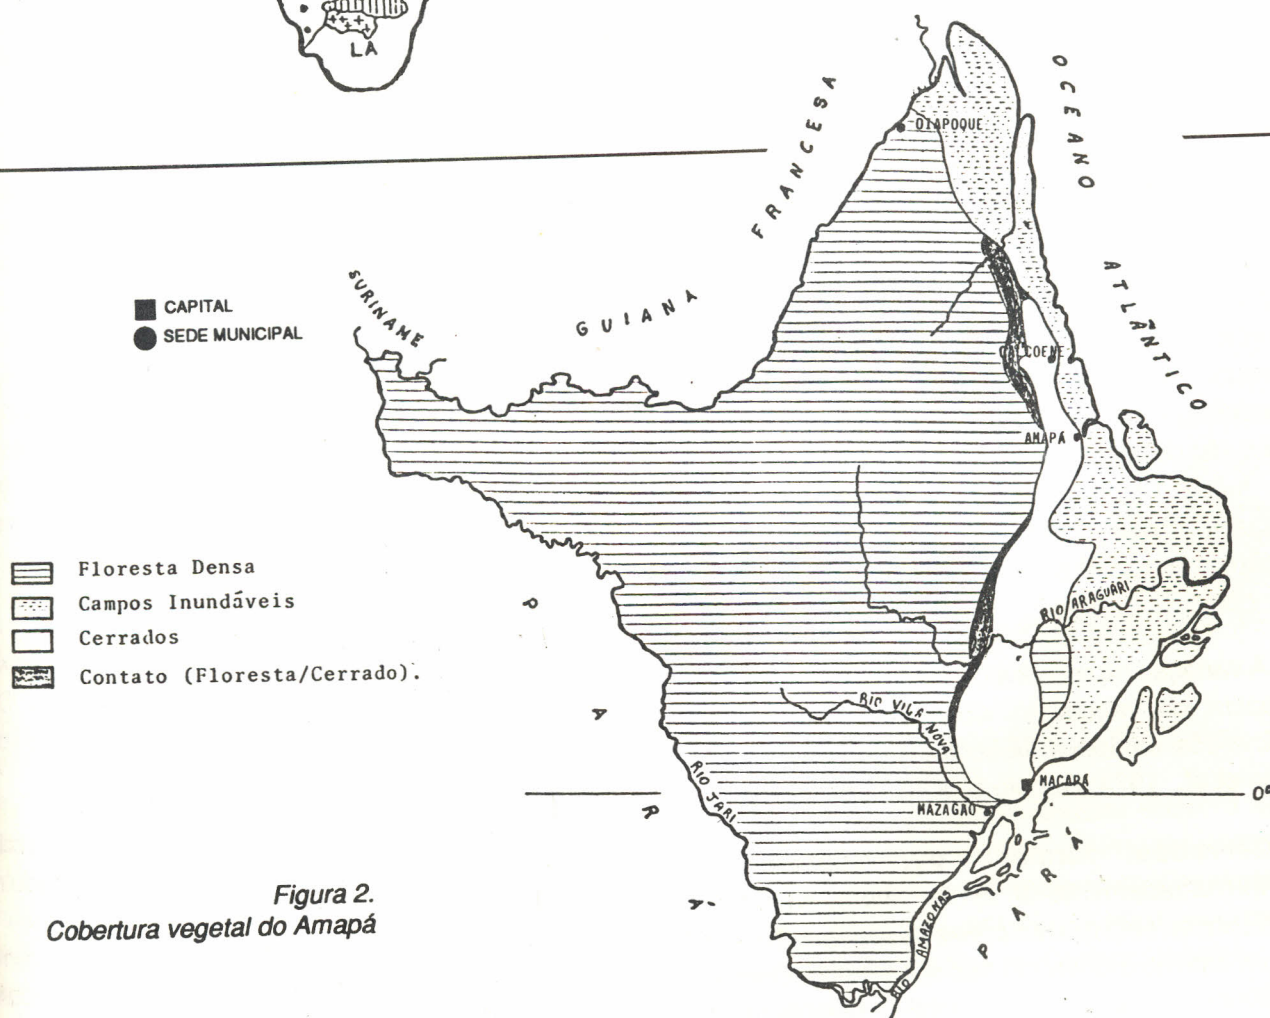 LA
OCEANO ATLÂNTICO
FRANCESA
OIAPOQUE
SURINAME
GUIANA
CAPITAL
SEDE MUNICIPAL
CALCOENE
AMAPÁ
Floresta Densa
Campos Inundáveis
Cerrados
Contato (Floresta/Cerrado).
RIO ARAGUARI
RIO VILA NOVA
RIO JARI
PARÁ
MACAPÁ
0°
MAZAGÃO
RIO AMAZONAS
PARÁ
Figura 2.
Cobertura vegetal do Amapá